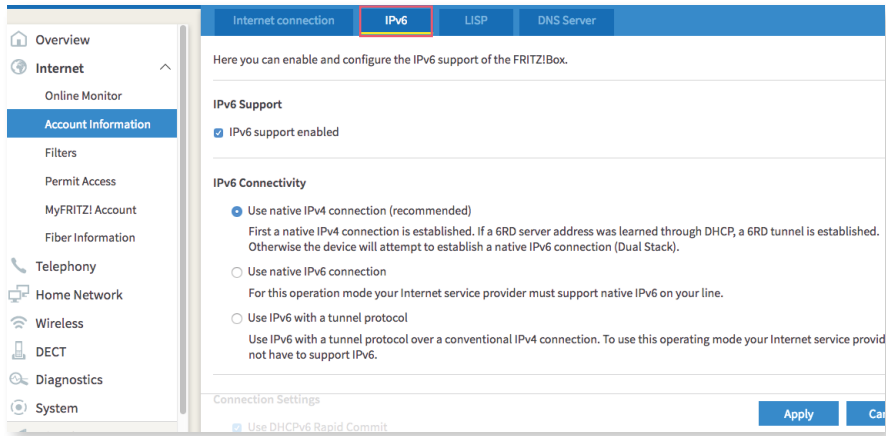 Internet connection
IPv6
LISP
DNS Server
Overview
Internet
Online Monitor
Account Information
Filters
Permit Access
MyFRITZ! Account
Fiber Information
Telephony
Home Network
Wireless
DECT
Diagnostics
System
Here you can enable and configure the IPv6 support of the FRITZ!Box.
IPv6 Support
IPv6 support enabled
IPv6 Connectivity
Use native IPv4 connection (recommended)
First a native IPv4 connection is established. If a 6RD server address was learned through DHCP, a 6RD tunnel is established.
Otherwise the device will attempt to establish a native IPv6 connection (Dual Stack).
Use native IPv6 connection
For this operation mode your Internet service provider must support native IPv6 on your line.
Use IPv6 with a tunnel protocol
Use IPv6 with a tunnel protocol over a conventional IPv4 connection. To use this operating mode your Internet service provid
not have to support IPv6.
Connection Settings
Use DHCPv6 Rapid Commit
Apply
Can